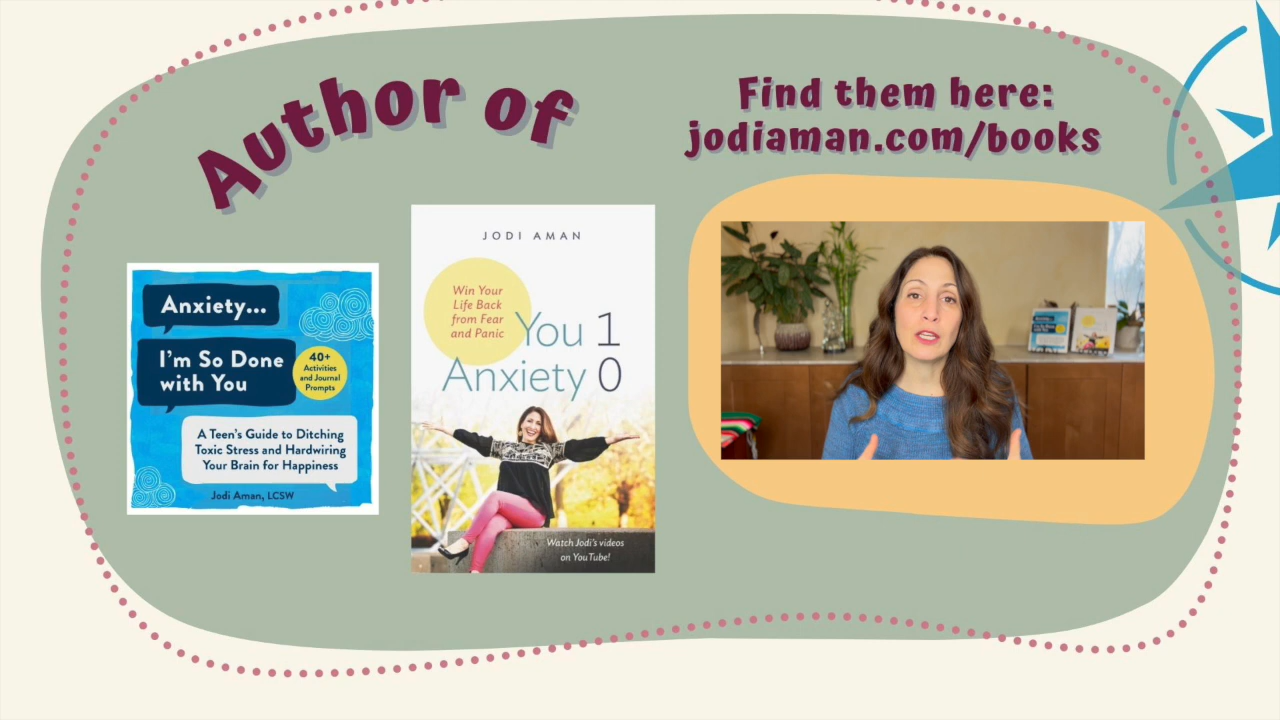 Author of
Find them here:
jodiaman.com/books
Anxiety...
I'm So Done
with You
40+
Activities
and Journal
Prompts
A Teen's Guide to Ditching
Toxic Stress and Hardwiring
Your Brain for Happiness
Jodi Aman, LCSW
JODI AMAN
Win Your
Life Back
from Fear
and Panic
You 1
Anxiety 0
Watch Jodi's videos
on YouTube!